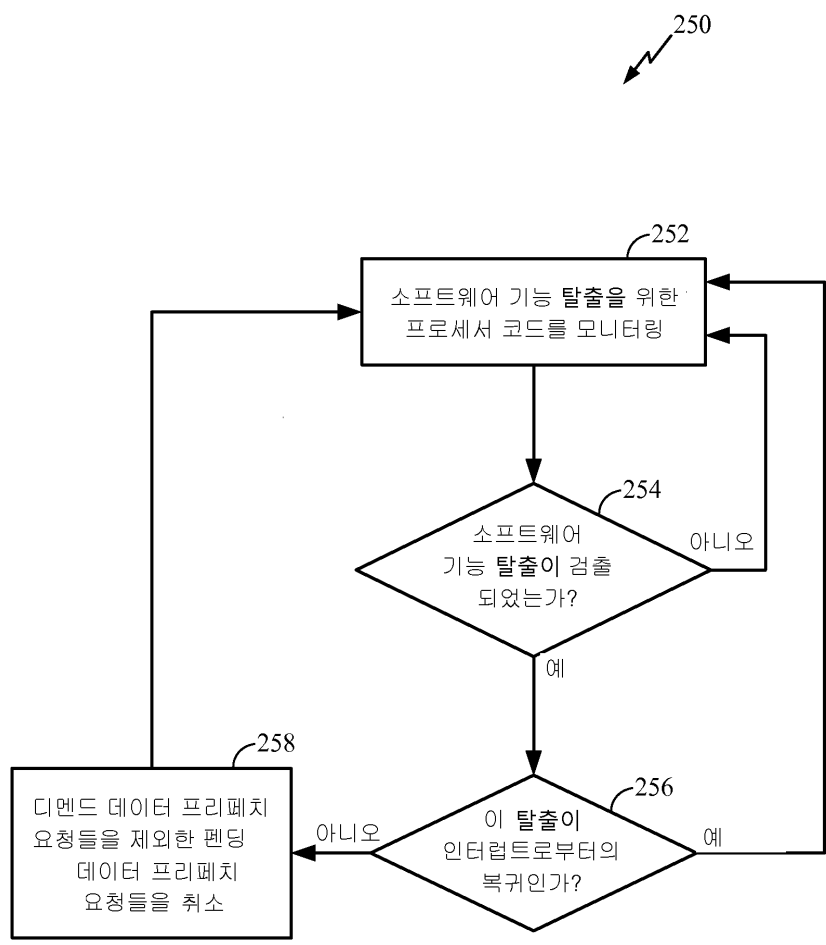 250
252
소프트웨어 기능 탈출을 위한
프로세서 코드를 모니터링
254
소프트웨어
기능 탈출이 검출
되었는가?
아니오
예
258
디멘드 데이터 프리페치
요청들을 제외한 펜딩
데이터 프리페치
요청들을 취소
아니오
256
이 탈출이
인터럽트로부터의
복귀인가?
예